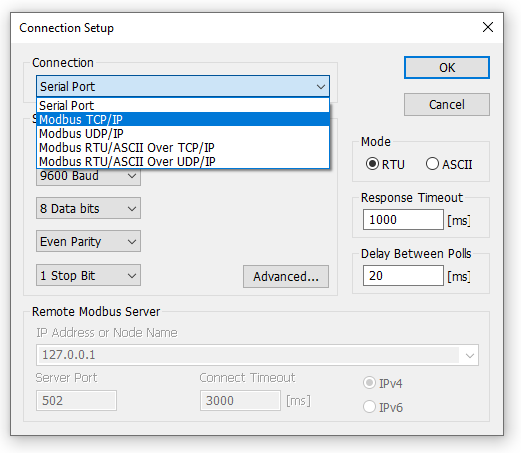 Connection Setup
Connection
OK
Serial Port
Serial Port
Cancel
Modbus TCP/IP
Modbus UDP/IP
Modbus RTU/ASCII Over TCP/IP
Modbus RTU/ASCII Over UDP/IP
Mode
RTU ASCII
9600 Baud
Response Timeout
8 Data bits
1000 [ms]
Even Parity
Delay Between Polls
1 Stop Bit
Advanced...
20 [ms]
Remote Modbus Server
IP Address or Node Name
127.0.0.1
Server Port Connect Timeout
IPv4
502 3000 [ms]
IPv6